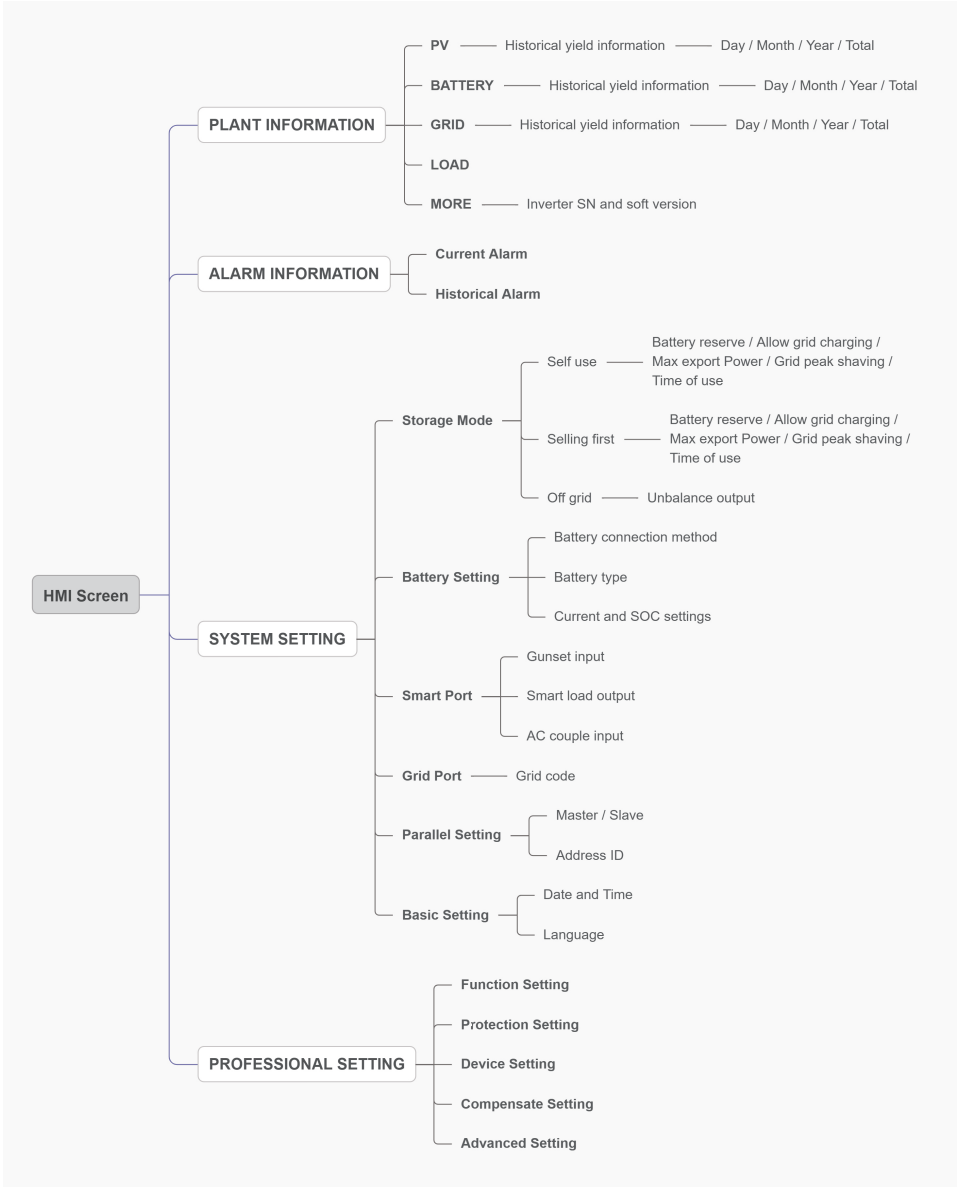 HMI Screen
PLANT INFORMATION
PV
Historical yield information
Day / Month / Year / Total
BATTERY
Historical yield information
Day / Month / Year / Total
GRID
Historical yield information
Day / Month / Year / Total
LOAD
MORE
Inverter SN and soft version
ALARM INFORMATION
Current Alarm
Historical Alarm
SYSTEM SETTING
Storage Mode
Self use
Battery reserve / Allow grid charging /
Max export Power / Grid peak shaving /
Time of use
Selling first
Battery reserve / Allow grid charging /
Max export Power / Grid peak shaving /
Time of use
Off grid
Unbalance output
Battery Setting
Battery connection method
Battery type
Current and SOC settings
Smart Port
Gunset input
Smart load output
AC couple input
Grid Port
Grid code
Parallel Setting
Master / Slave
Address ID
Basic Setting
Date and Time
Language
PROFESSIONAL SETTING
Function Setting
Protection Setting
Device Setting
Compensate Setting
Advanced Setting